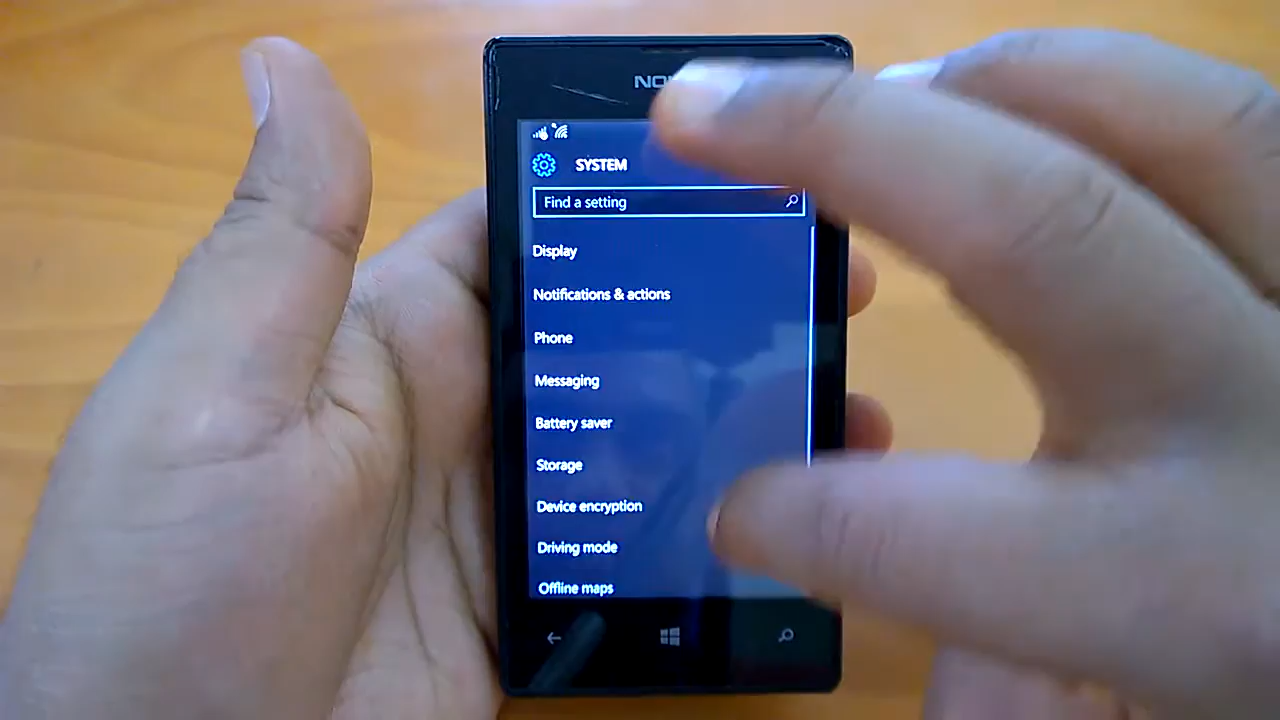 SYSTEM
Find a setting
Display
Notifications & actions
Phone
Messaging
Battery saver
Storage
Device encryption
Driving mode
Offline maps